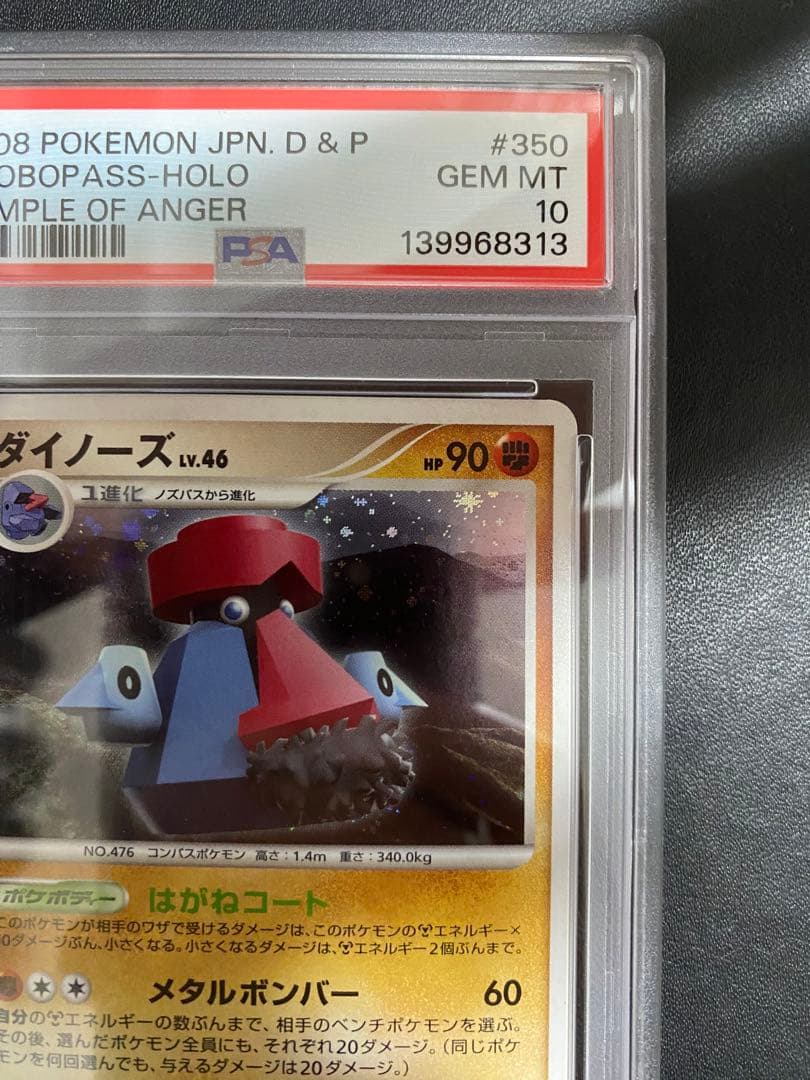 08 POKEMON JPN. D & P #350
OBOPASS-HOLO GEM MT
MPLE OF ANGER 10
PSA 139968313
ダイノーズ LV.46 HP 90
1進化 ノズパスから進化
NO.476 コンパスポケモン 高さ:1.4m 重さ:340.0kg
ポケボディー はがねコート
このポケモンが相手のワザで受けるダメージは、このポケモンのエネルギー×
10ダメージぶん、小さくなる。小さくなるダメージは、エネルギー2個ぶんまで。
メタルボンバー 60
自分のエネルギーの数ぶんまで、相手のベンチポケモンを選ぶ。
その後、選んだポケモン全員にも、それぞれ20ダメージ。(同じポケ
モンを何回選んでも、与えるダメージは20ダメージ。)